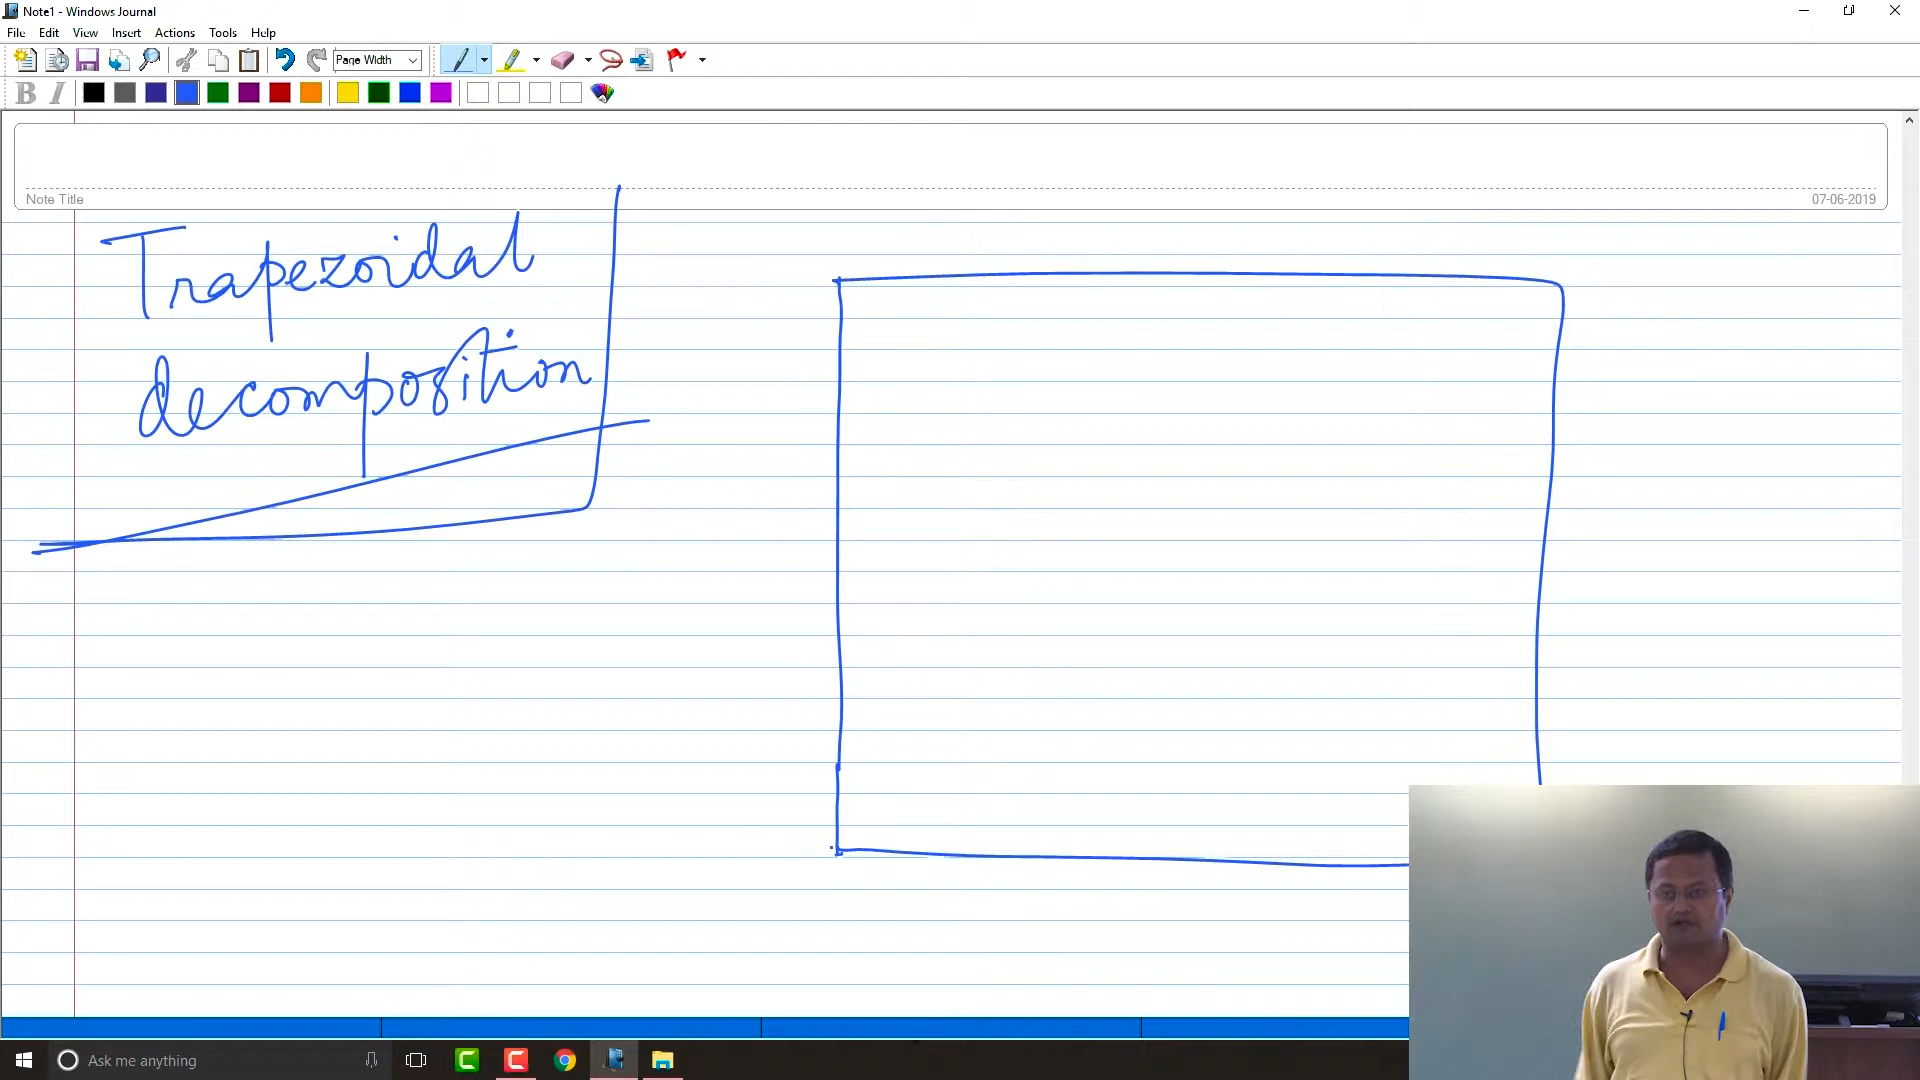 Note1 - Windows Journal
File Edit View Insert Actions Tools Help
Page Width
B I
Note Title
07-06-2019
Trapezoidal
decomposition
Ask me anything